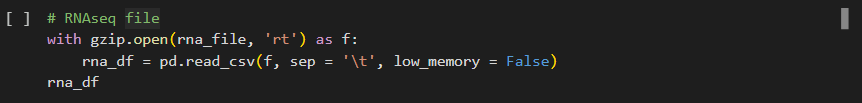 [ ] # RNAseq file
with gzip.open(rna_file, 'rt') as f:
    rna_df = pd.read_csv(f, sep = '\t', low_memory = False)
rna_df